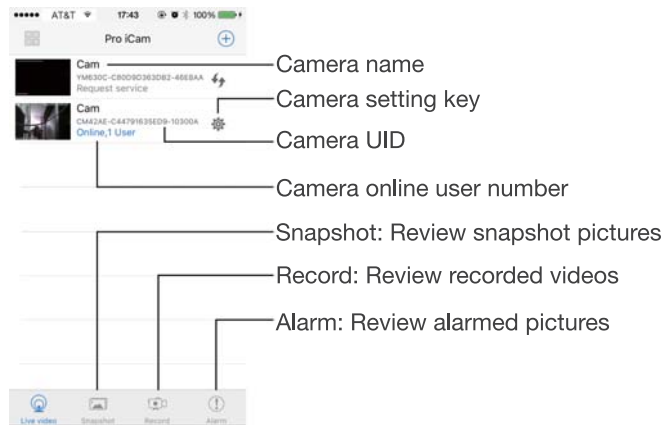 AT&T 17:43 100%
Pro iCam
Cam
YM630C-C8009D363DB2-46EBAA
Request service
Cam
CM42AE-C44791635ED9-10300A
Online,1 User
Camera name
Camera setting key
Camera UID
Camera online user number
Snapshot: Review snapshot pictures
Record: Review recorded videos
Alarm: Review alarmed pictures
Live video Snapshot Record Alarm